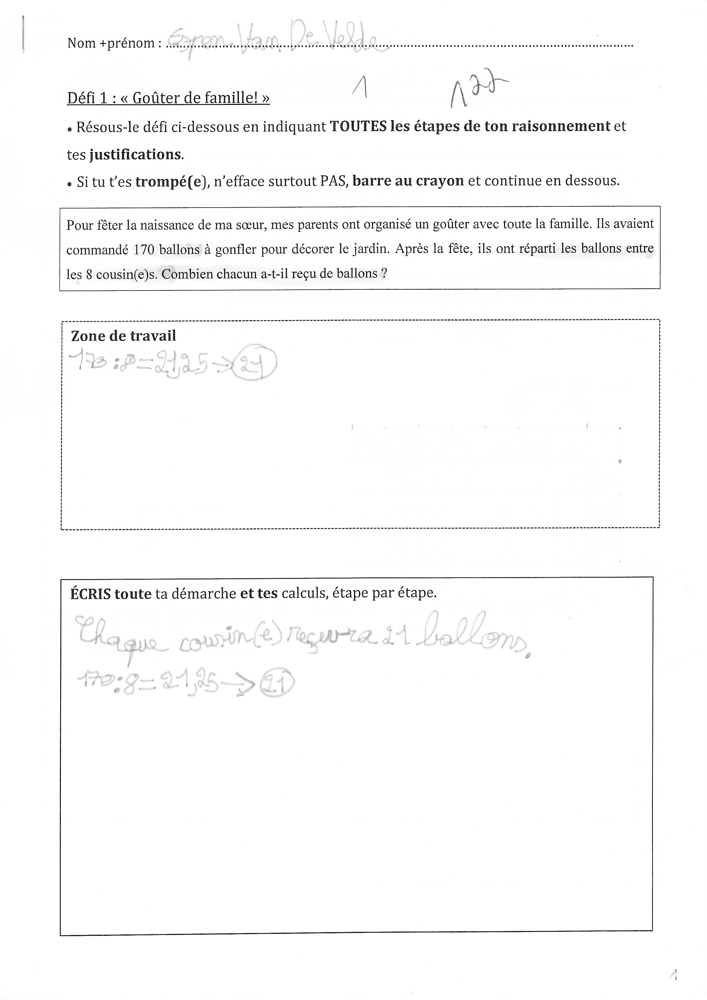 Nom +prénom : Van De Velde
1 122
Défi 1 : « Goûter de famille! »
• Résous-le défi ci-dessous en indiquant TOUTES les étapes de ton raisonnement et
tes justifications.
• Si tu t'es trompé(e), n'efface surtout PAS, barre au crayon et continue en dessous.
Pour fêter la naissance de ma sœur, mes parents ont organisé un goûter avec toute la famille. Ils avaient
commandé 170 ballons à gonfler pour décorer le jardin. Après la fête, ils ont réparti les ballons entre
les 8 cousin(e)s. Combien chacun a-t-il reçu de ballons ?
Zone de travail
170 : 8 = 21,25 → 21
ÉCRIS toute ta démarche et tes calculs, étape par étape.
Chaque cousin(e) reçevra 21 ballons.
170 : 8 = 21,25 → 21
1